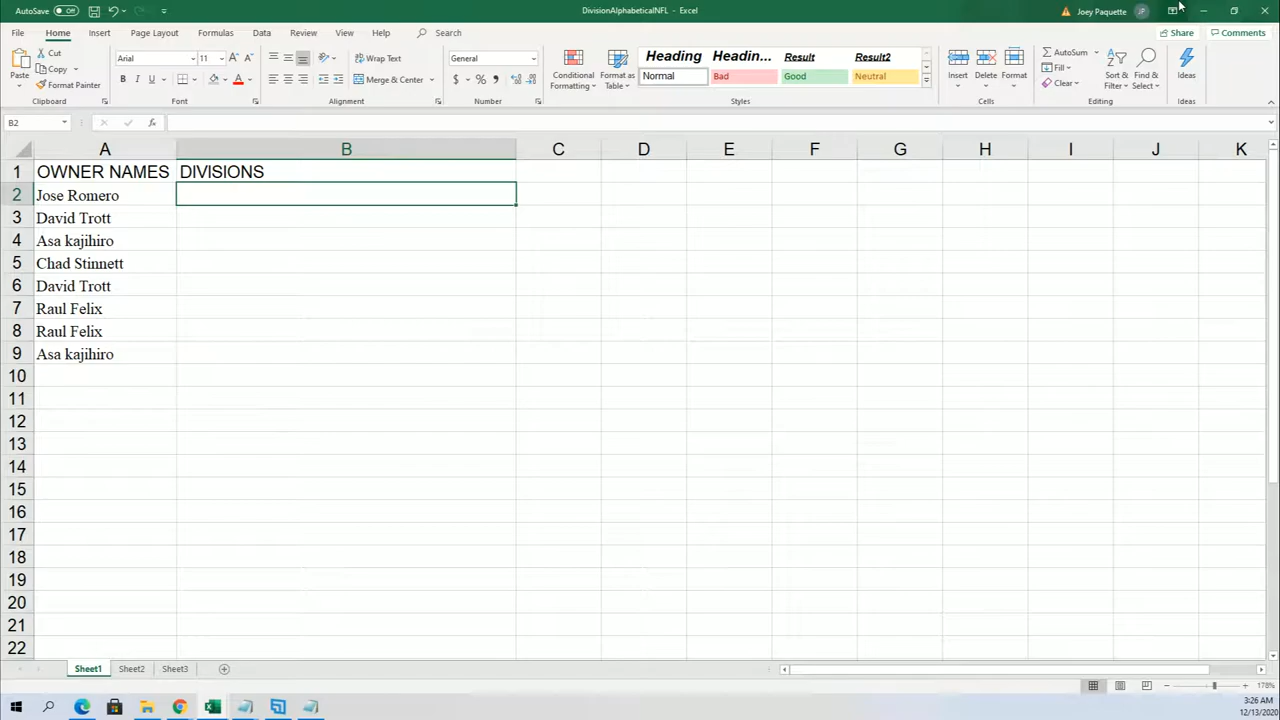 AutoSave Off
DivisionAlphabeticalNFL - Excel
Joey Paquette JP
File Home Insert Page Layout Formulas Data Review View Help Search Share Comments
Paste Cut Copy Format Painter
Clipboard
Arial 11 A A
B I U A
Font
Wrap Text
Merge & Center
Alignment
General
$ % ,
Number
Conditional Formatting Format as Table
Heading Headin... Result Result2
Normal Bad Good Neutral
Styles
Insert Delete Format
Cells
AutoSum
Fill
Clear
Sort & Filter Find & Select
Editing
Ideas
Ideas
B2 fx
A B C D E F G H I J K
1 OWNER NAMES DIVISIONS
2 Jose Romero
3 David Trott
4 Asa kajihiro
5 Chad Stinnett
6 David Trott
7 Raul Felix
8 Raul Felix
9 Asa kajihiro
10
11
12
13
14
15
16
17
18
19
20
21
22
Sheet1 Sheet2 Sheet3
178%
3:26 AM
12/13/2020